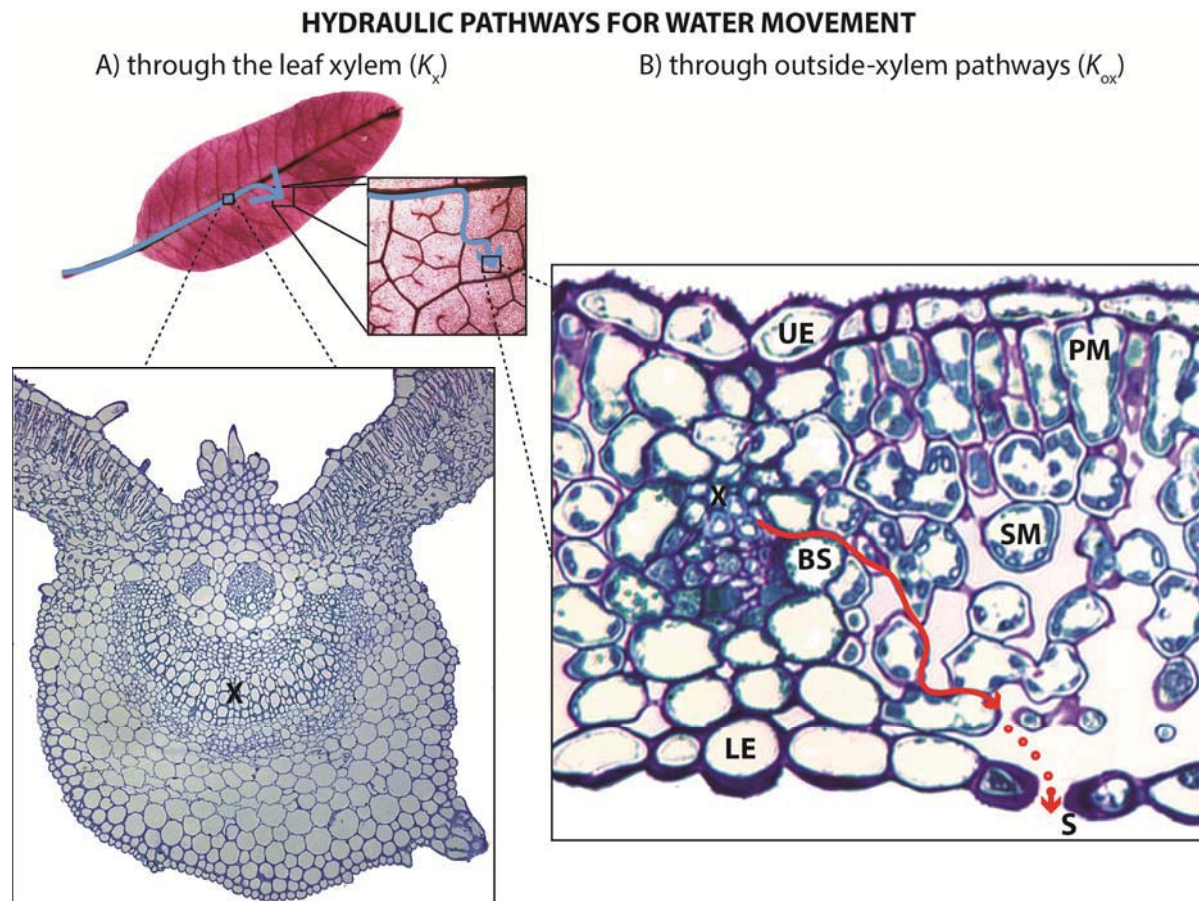 HYDRAULIC PATHWAYS FOR WATER MOVEMENT
A) through the leaf xylem (Kx)
B) through outside-xylem pathways (Kox)
UE
PM
X
SM
BS
X
LE
S